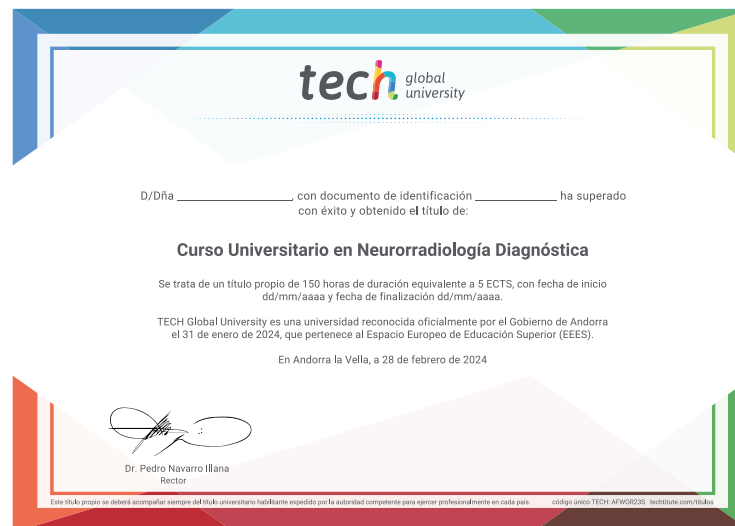 tech global university
D/Dña ____________, con documento de identificación ____________ ha superado
con éxito y obtenido el título de:
Curso Universitario en Neurorradiología Diagnóstica
Se trata de un título propio de 150 horas de duración equivalente a 5 ECTS, con fecha de inicio
dd/mm/aaaa y fecha de finalización dd/mm/aaaa.
TECH Global University es una universidad reconocida oficialmente por el Gobierno de Andorra
el 31 de enero de 2024, que pertenece al Espacio Europeo de Educación Superior (EEES).
En Andorra la Vella, a 28 de febrero de 2024
Dr. Pedro Navarro Illana
Rector
Este título propio se deberá acompañar siempre del título universitario habilitante expedido por la autoridad competente para ejercer profesionalmente en cada país. código único TECH: AFWOR23S techtitute.com/titulos